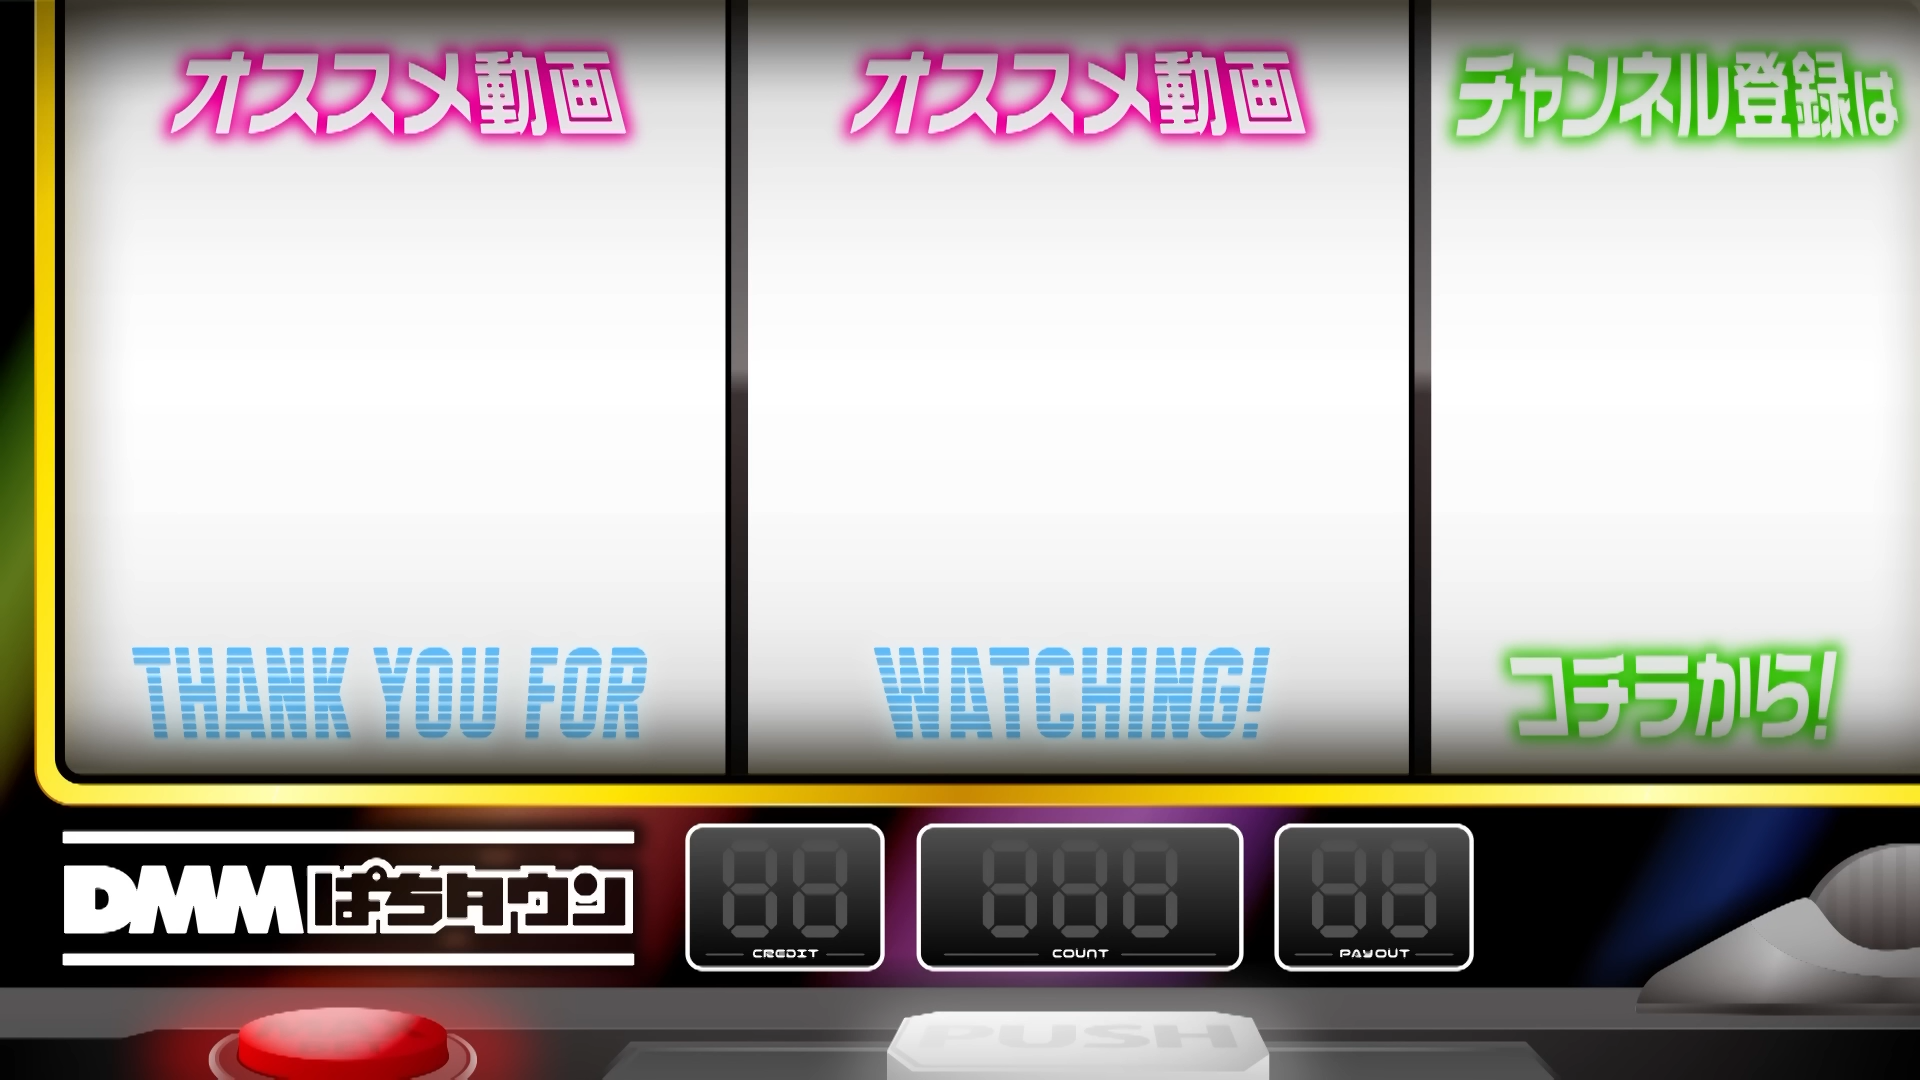 オススメ動画
オススメ動画
チャンネル登録は
THANK YOU FOR
WATCHING!
コチラから!
DMMぱちタウン
CREDIT
COUNT
PAYOUT
PUSH